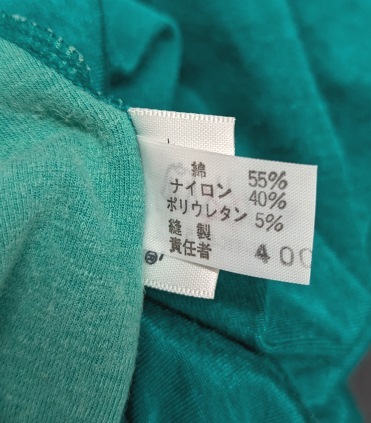 綿 55%
ナイロン 40%
ポリウレタン 5%
縫製
責任者 400